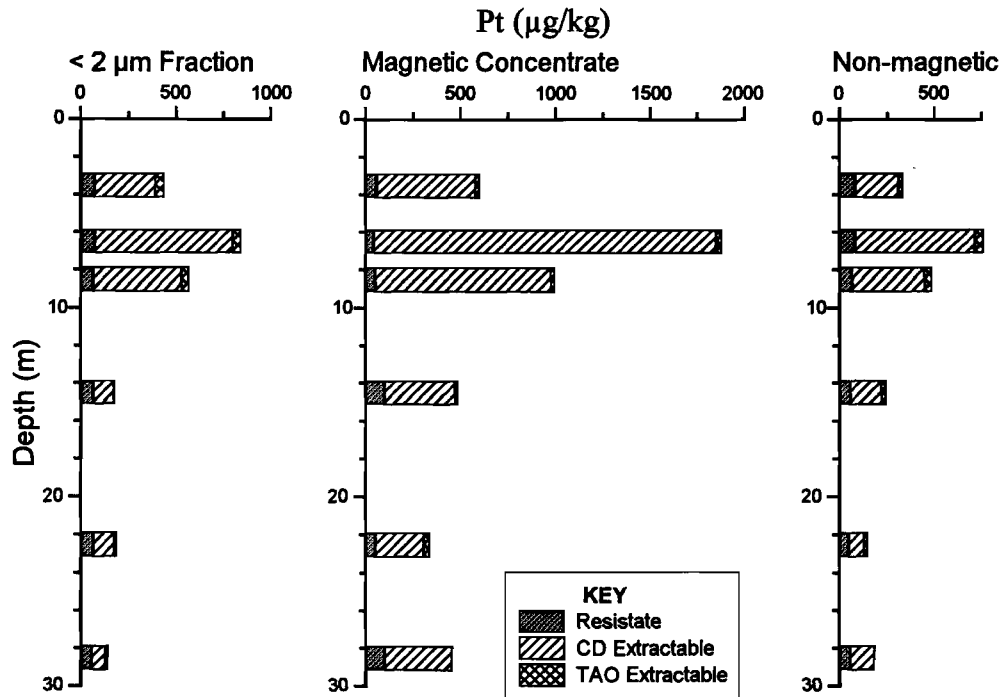 Pt (µg/kg)
< 2 µm Fraction
Magnetic Concentrate
Non-magnetic
0 500 1000
0 500 1000 1500 2000
0 500
Depth (m)
0
10
20
30
0
10
20
30
0
10
20
30
KEY
Resistate
CD Extractable
TAO Extractable